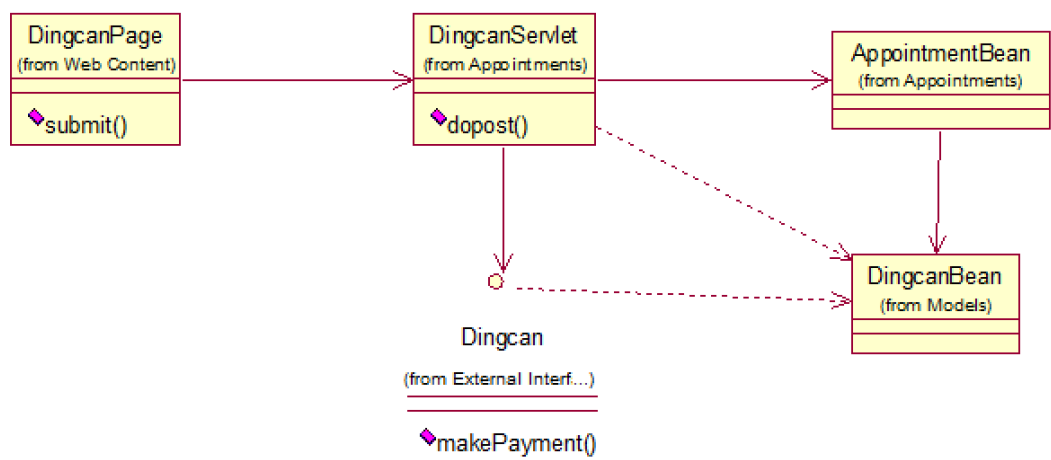 DingcanPage
(from Web Content)
submit()
DingcanServlet
(from Appointments)
dopost()
AppointmentBean
(from Appointments)
DingcanBean
(from Models)
Dingcan
(from External Interf...)
makePayment()